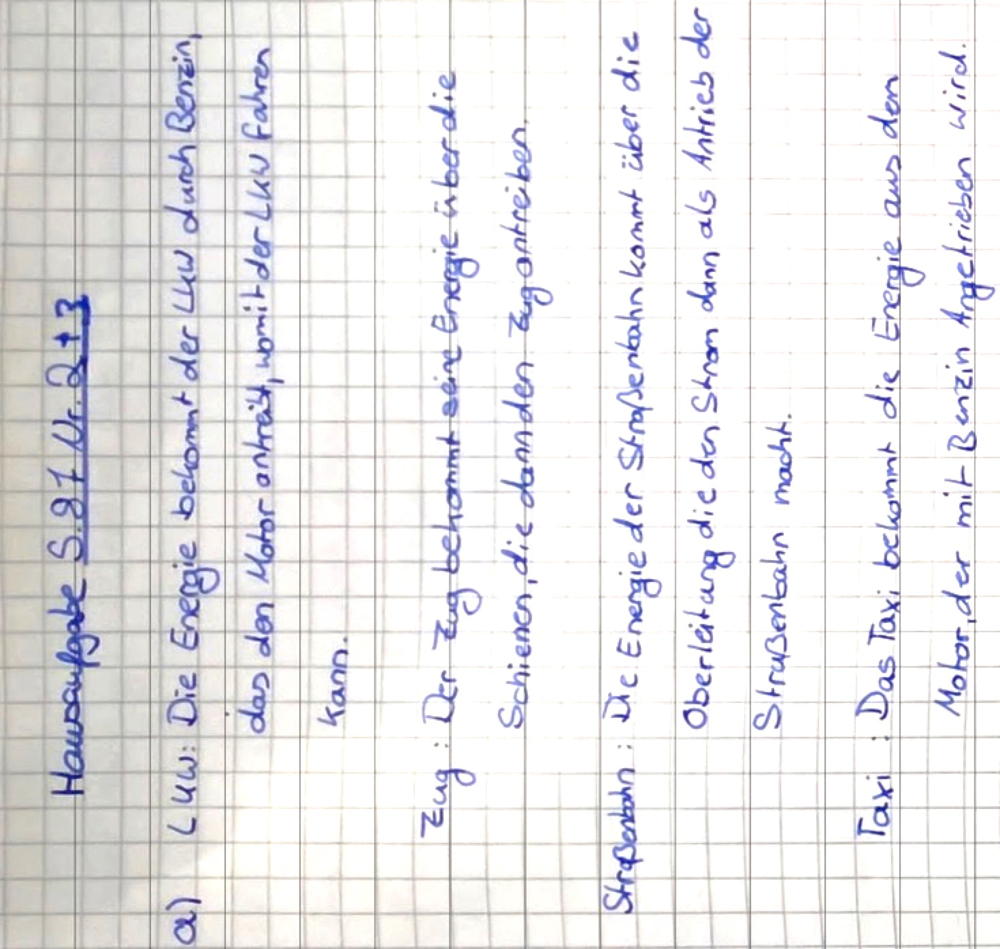 Hausaufgabe S.97 Nr. 2+3
a) LKW: Die Energie bekommt der LKW durch Benzin,
das den Motor antreibt, womit der LKW fahren
kann.
Zug: Der Zug bekommt seine Energie über die
Schienen, die dann den Zug antreiben.
Straßenbahn: Die Energie der Straßenbahn kommt über die
Oberleitung die den Strom dann als Antrieb der
Straßenbahn macht.
Taxi: Das Taxi bekommt die Energie aus dem
Motor, der mit Benzin Angetrieben wird.